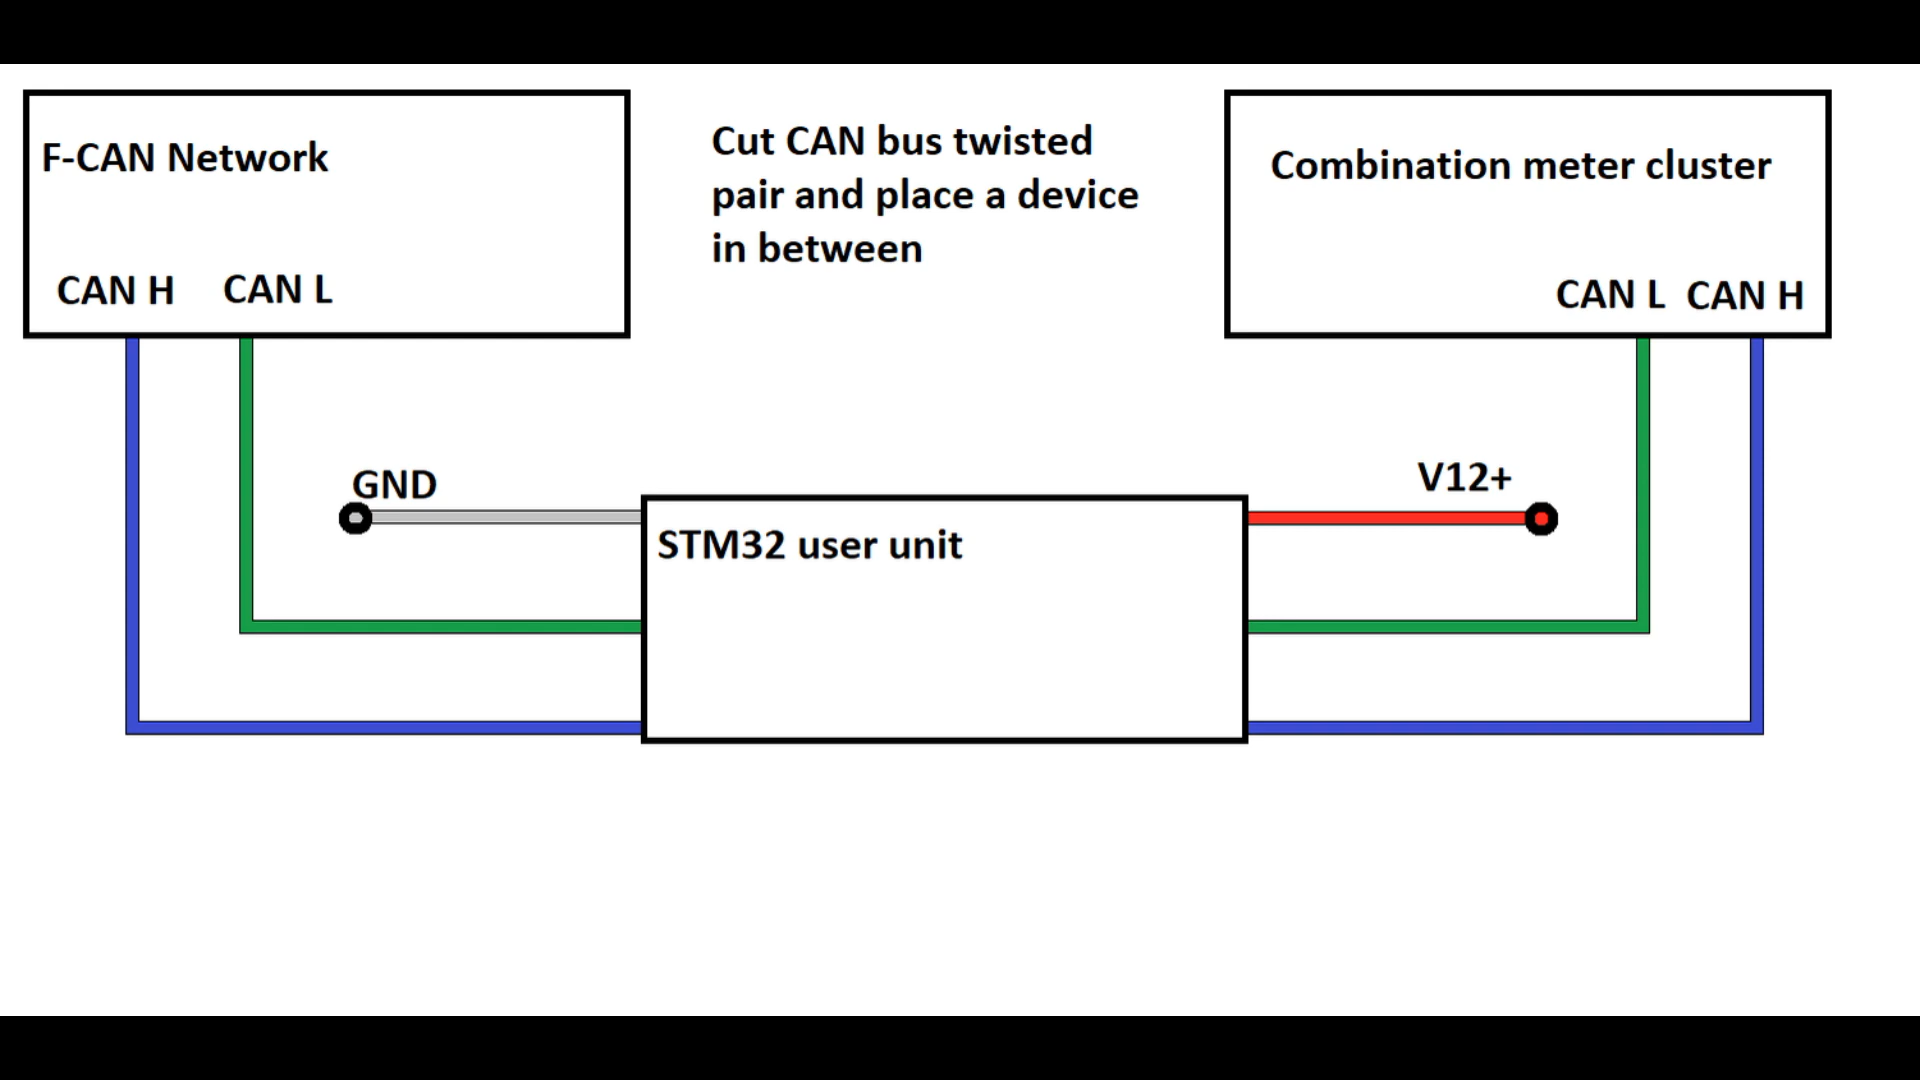 F-CAN Network
CAN H CAN L
Cut CAN bus twisted
pair and place a device
in between
Combination meter cluster
CAN L CAN H
GND
V12+
STM32 user unit